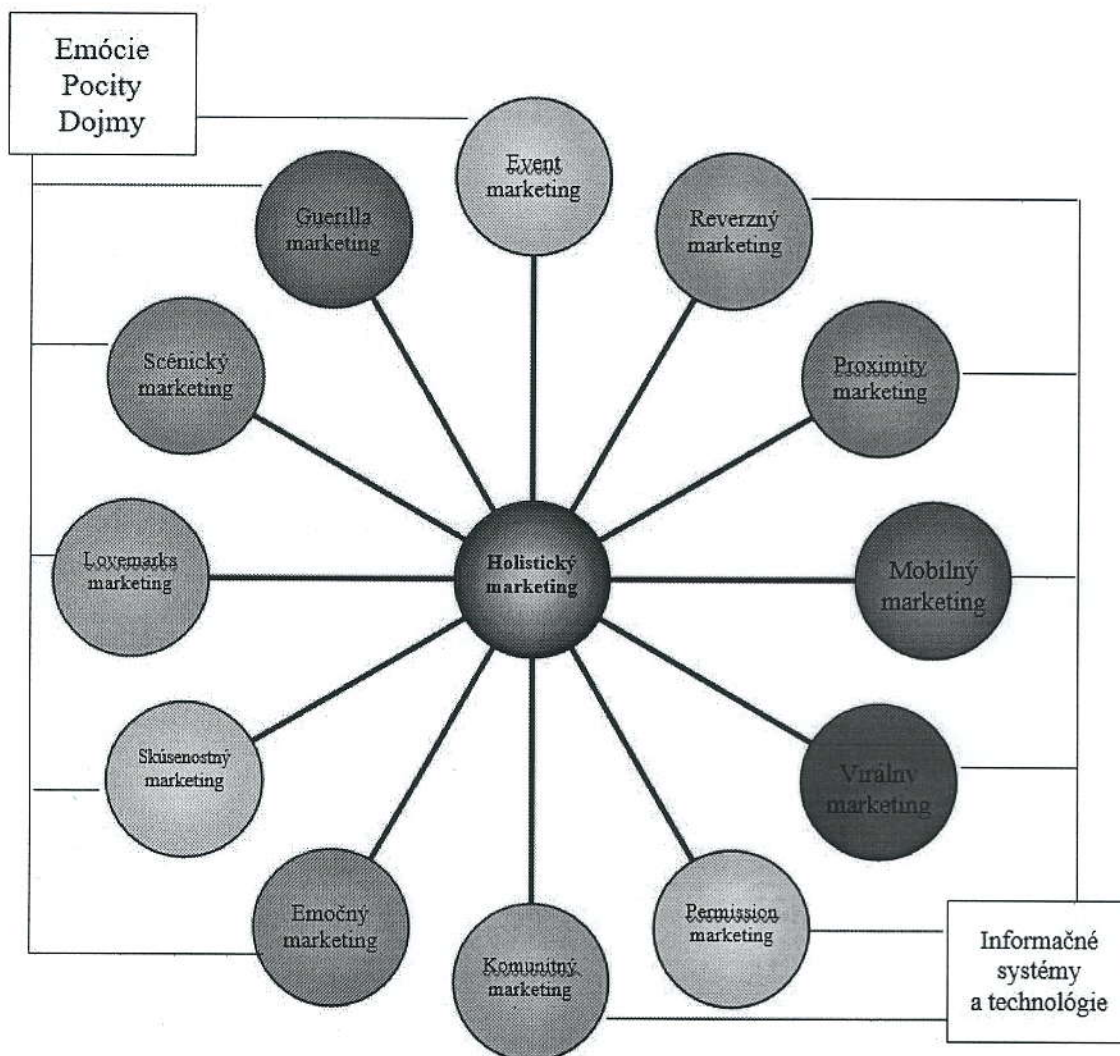 Emócie
Pocity
Dojmy
Event
marketing
Reverzný
marketing
Proximity
marketing
Mobilný
marketing
Virálny
marketing
Permission
marketing
Komunitný
marketing
Emočný
marketing
Skúsenostný
marketing
Lovemarks
marketing
Scénický
marketing
Guerilla
marketing
Holistický
marketing
Informačné
systémy
a technológie